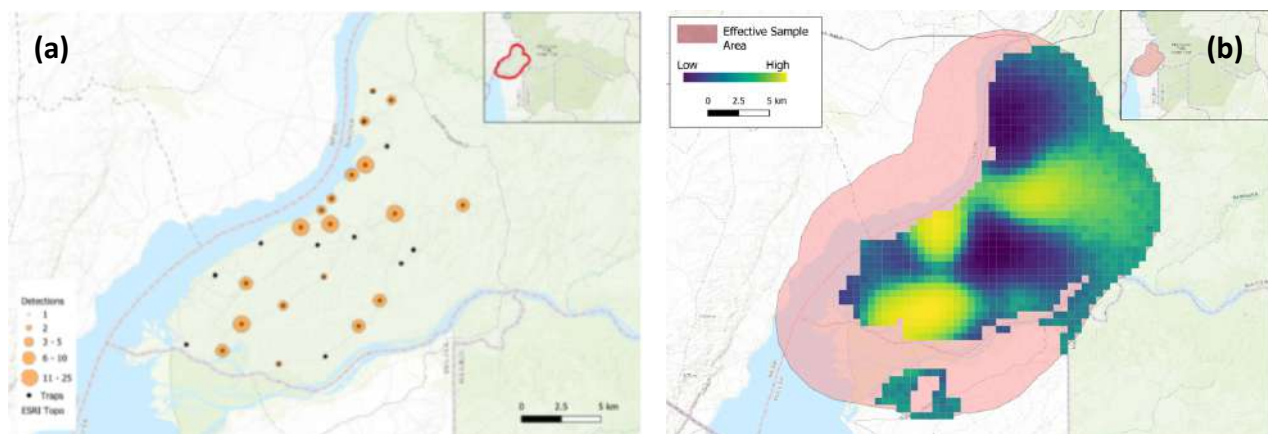 (a)
Detections
1
2
3 - 5
6 - 10
11 - 25
Traps
ESRI Topo
0 2.5 5 km
(b)
Effective Sample
Area
Low High
0 2.5 5 km